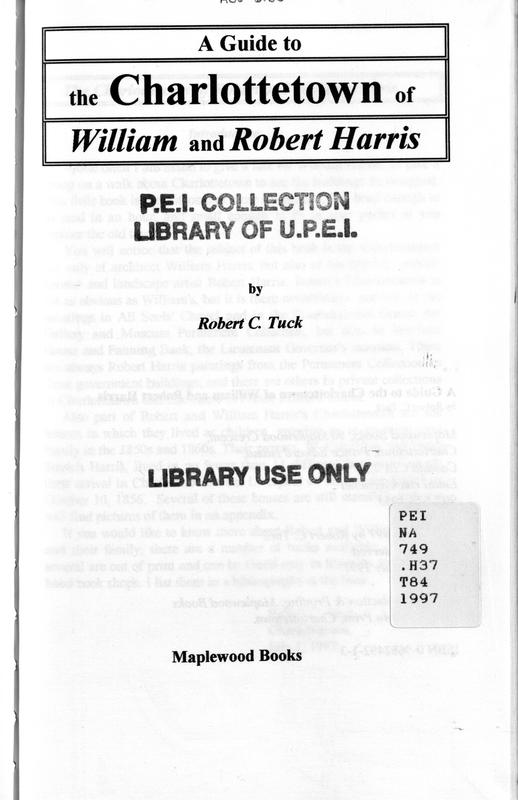 A Guide to
the Charlottetown of
William and Robert Harris
P.E.I. COLLECTION
LIBRARY OF U.P.E.I.
by
Robert C. Tuck
LIBRARY USE ONLY
PEI
NA
749
.H37
T84
1997
Maplewood Books